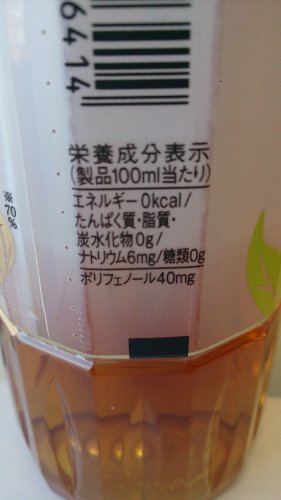 6414
栄養成分表示
(製品100ml当たり)
エネルギー0kcal/
たんぱく質・脂質・
炭水化物0g/
ナトリウム6mg/糖類0g
ポリフェノール40mg
※70%